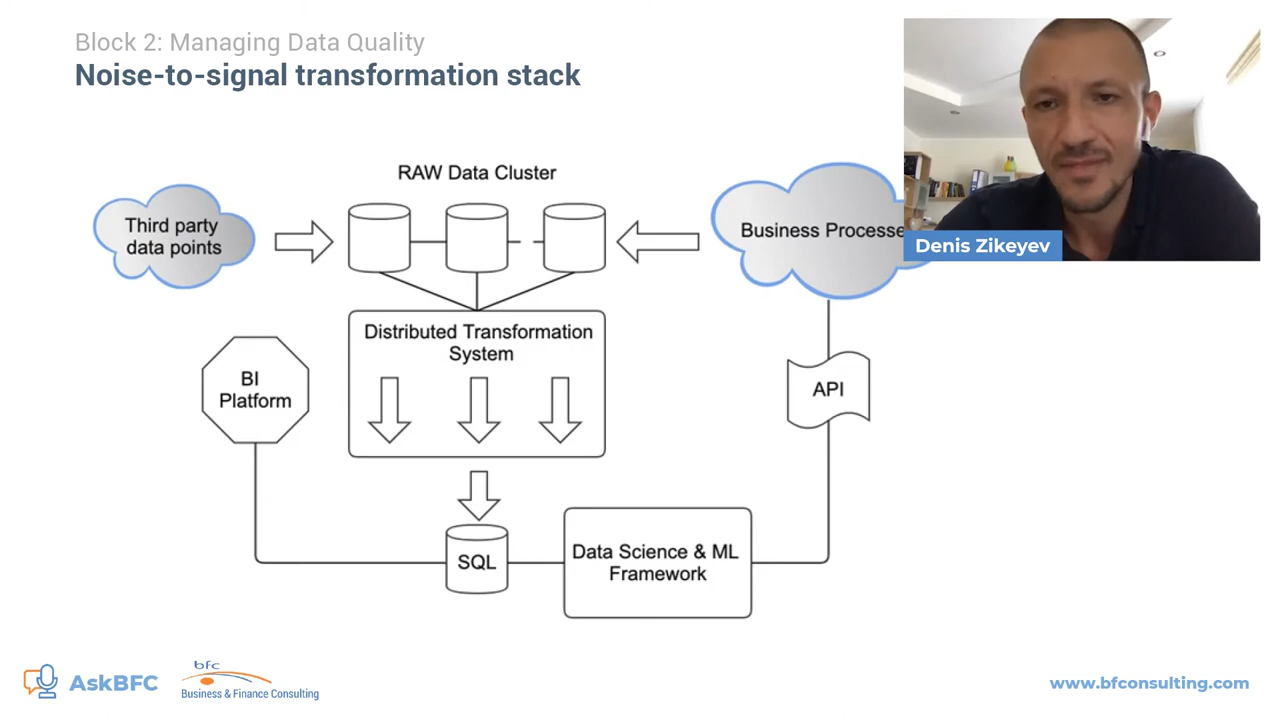 Block 2: Managing Data Quality
Noise-to-signal transformation stack
RAW Data Cluster
Third party
data points
Business Processe
Denis Zikeyev
Distributed Transformation
System
BI
Platform
API
SQL
Data Science & ML
Framework
AskBFC
bfc
Business & Finance Consulting
www.bfconsulting.com